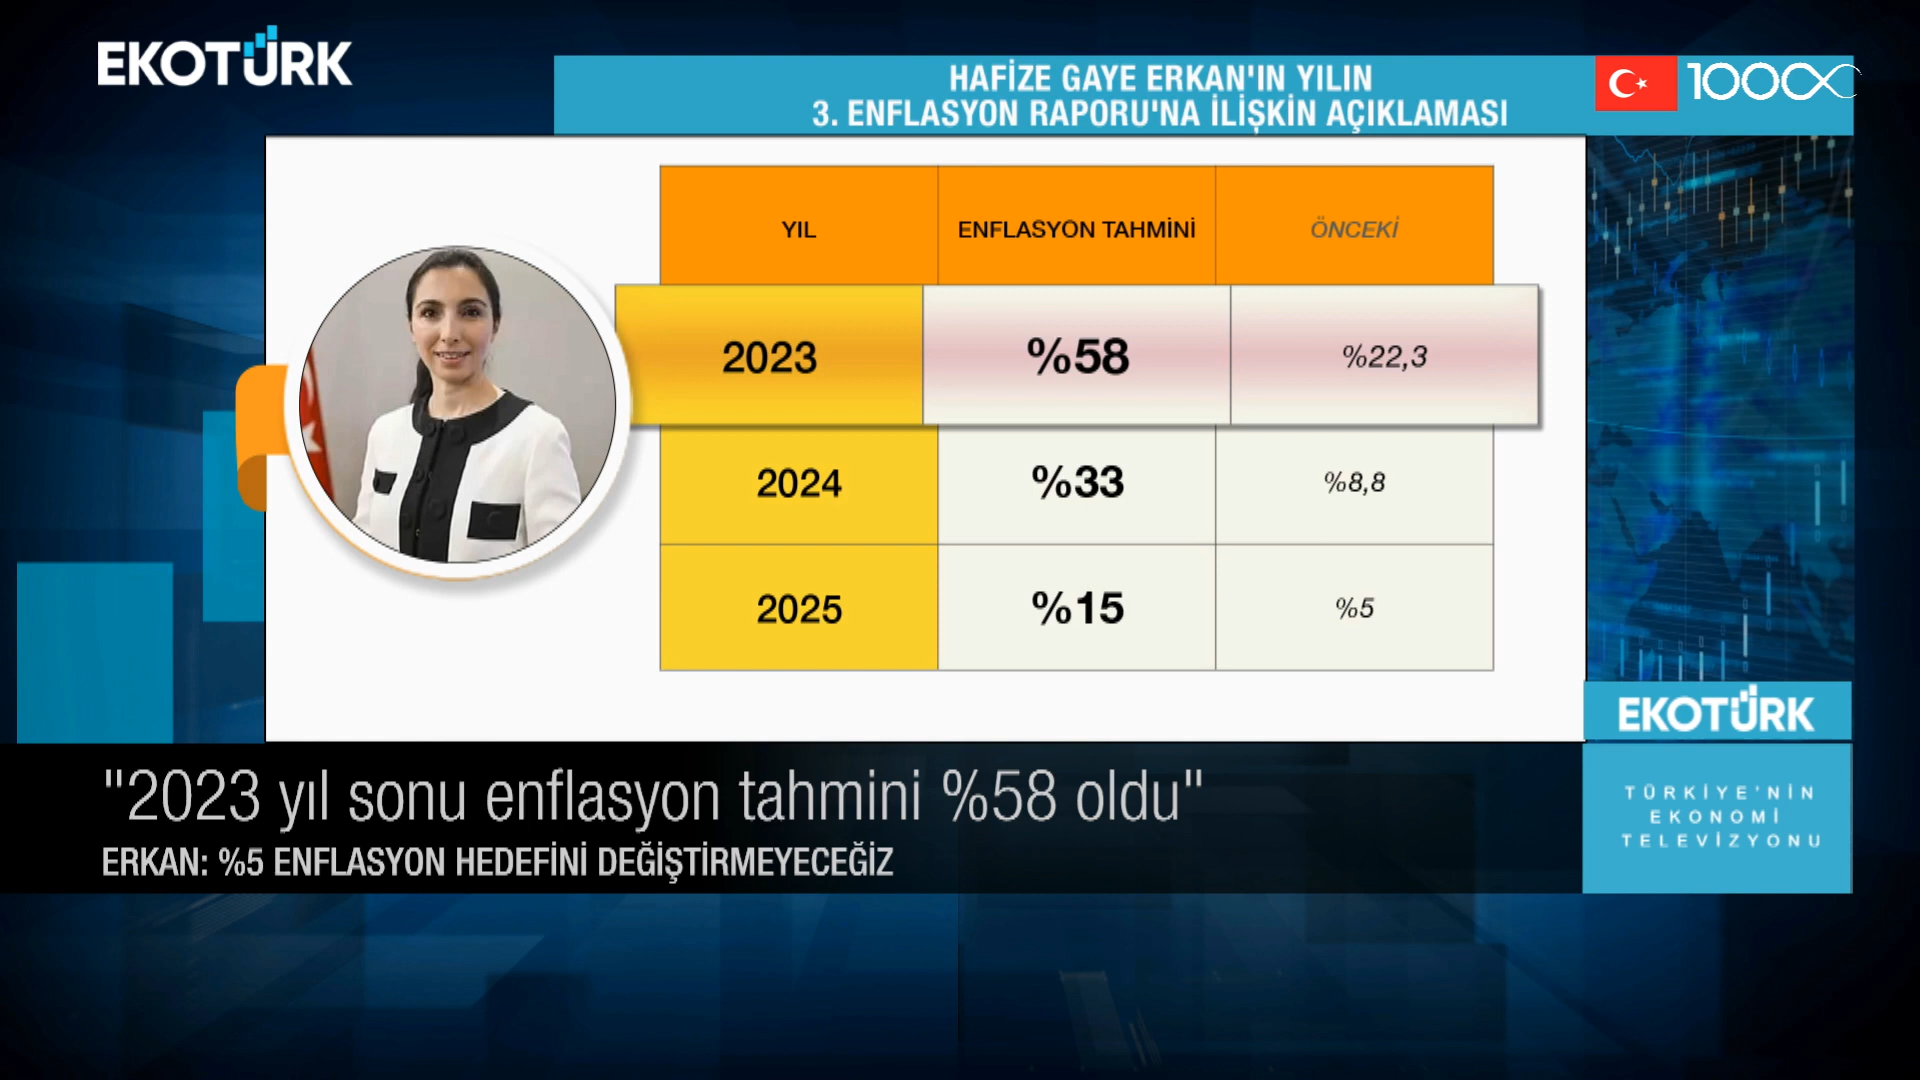 EKOTÜRK
HAFİZE GAYE ERKAN'IN YILIN
3. ENFLASYON RAPORU'NA İLİŞKİN AÇIKLAMASI
100
YIL ENFLASYON TAHMİNİ ÖNCEKİ
2023 %58 %22,3
2024 %33 %8,8
2025 %15 %5
EKOTÜRK
"2023 yıl sonu enflasyon tahmini %58 oldu"
ERKAN: %5 ENFLASYON HEDEFİNİ DEĞİŞTİRMEYECEĞİZ
TÜRKİYE'NİN
EKONOMİ
TELEVİZYONU